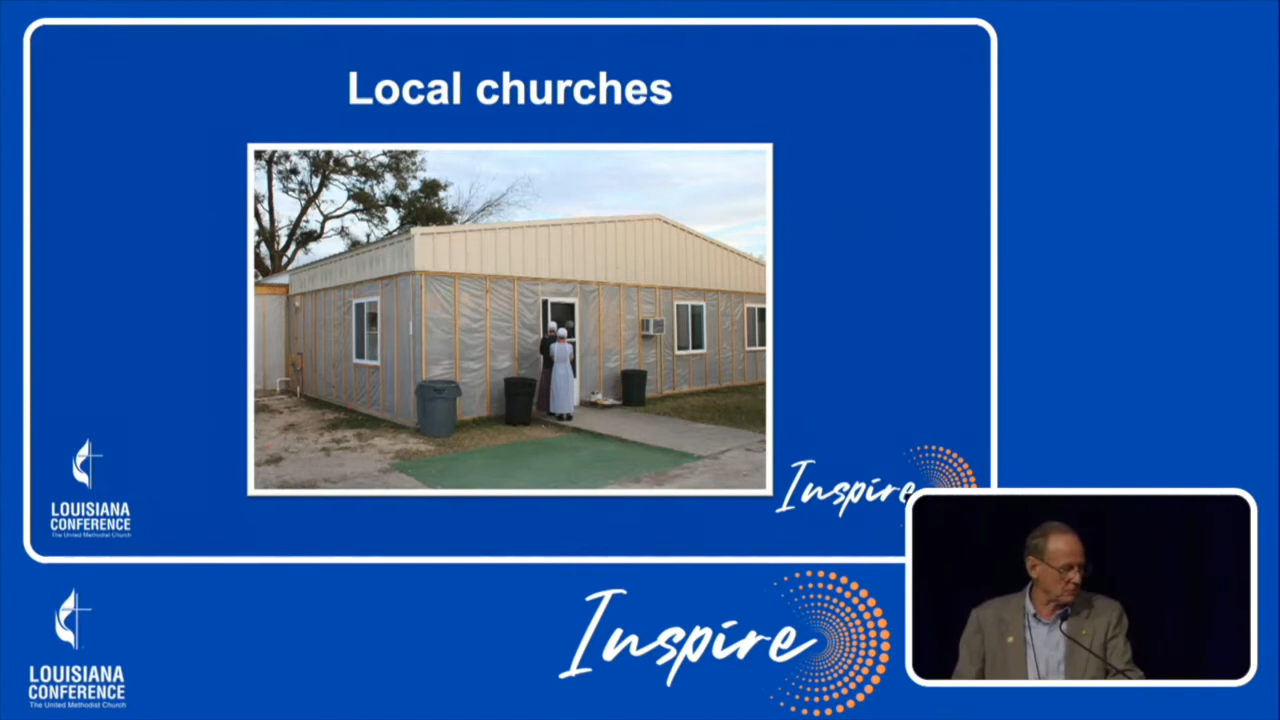 Local churches
LOUISIANA
CONFERENCE
The United Methodist Church
Inspire
LOUISIANA
CONFERENCE
The United Methodist Church
Inspire